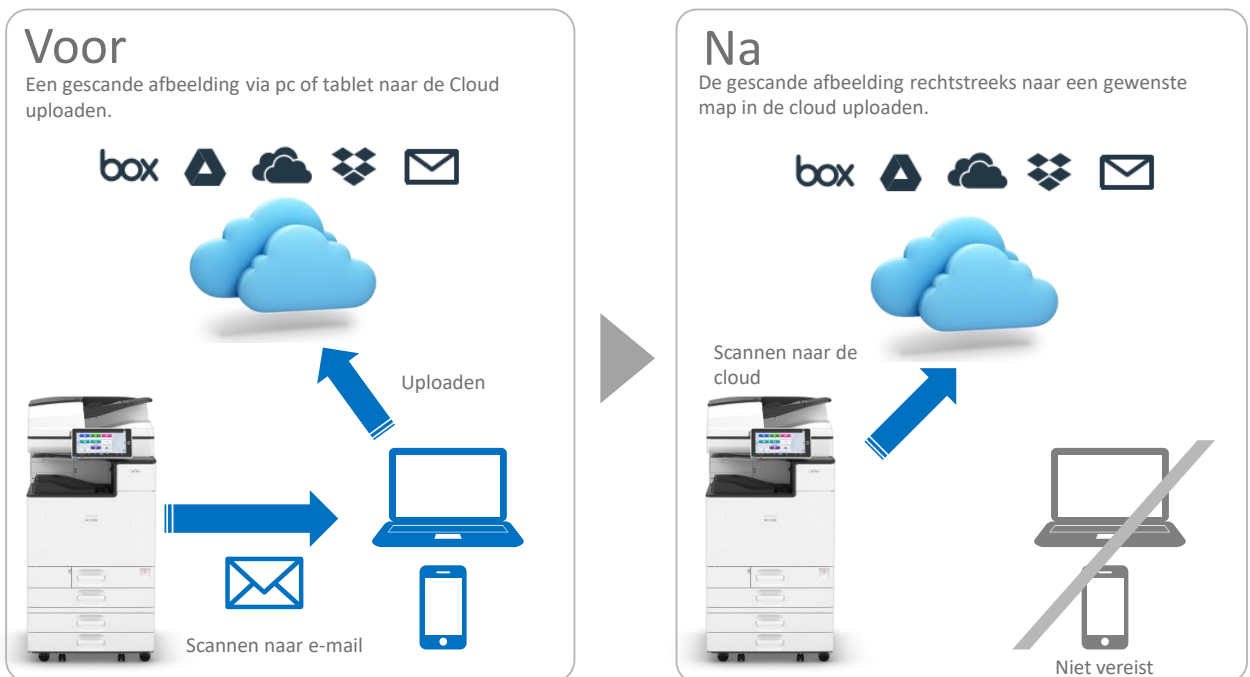 Voor
Een gescande afbeelding via pc of tablet naar de Cloud
uploaden.
box
Uploaden
Scannen naar e-mail
Na
De gescande afbeelding rechtstreeks naar een gewenste
map in de cloud uploaden.
box
Scannen naar de
cloud
Niet vereist